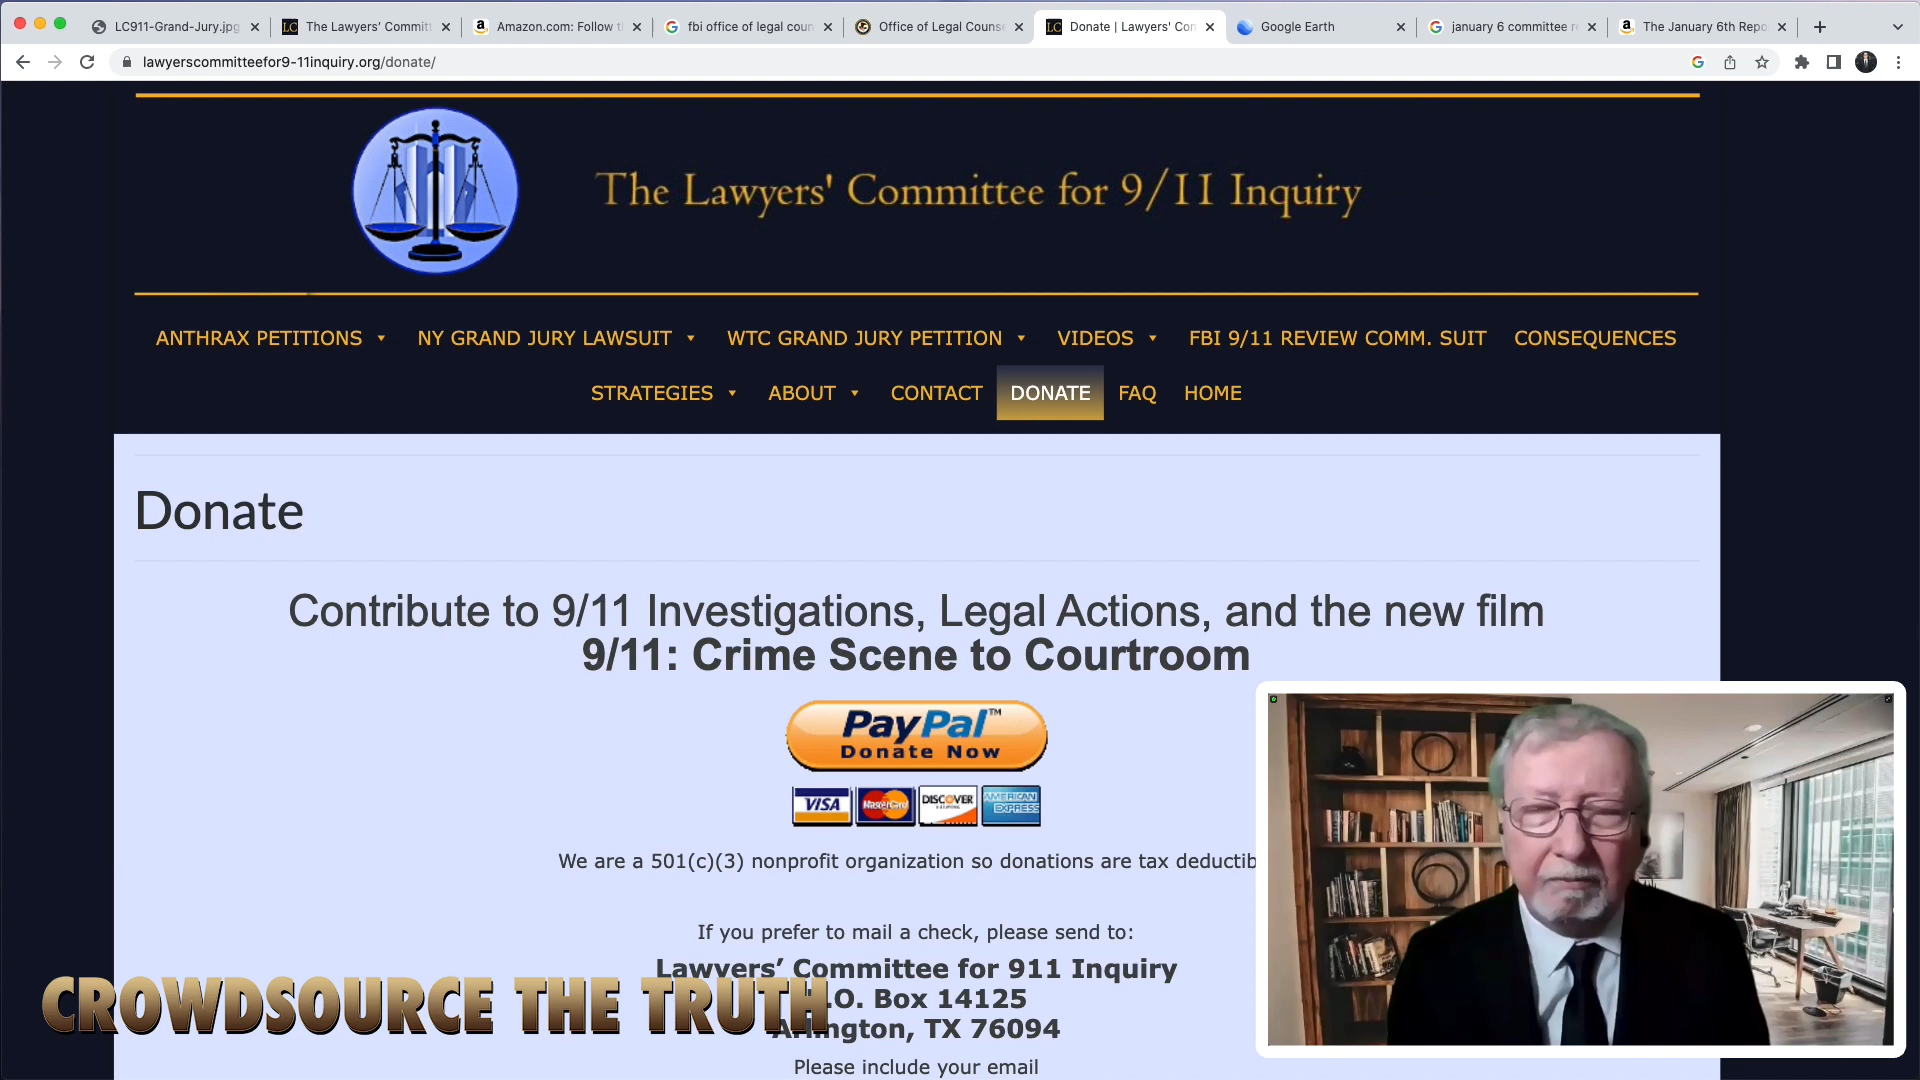 LC911-Grand-Jury.jpg
The Lawyers' Committ
Amazon.com: Follow t
fbi office of legal coun
Office of Legal Counse
Donate | Lawyers' Con
Google Earth
january 6 committee r
The January 6th Repo
lawyerscommitteefor9-11inquiry.org/donate/
The Lawyers' Committee for 9/11 Inquiry
ANTHRAX PETITIONS NY GRAND JURY LAWSUIT WTC GRAND JURY PETITION VIDEOS FBI 9/11 REVIEW COMM. SUIT CONSEQUENCES
STRATEGIES ABOUT CONTACT DONATE FAQ HOME
Donate
Contribute to 9/11 Investigations, Legal Actions, and the new film
9/11: Crime Scene to Courtroom
PayPal™
Donate Now
VISA MasterCard DISCOVER AMERICAN EXPRESS
We are a 501(c)(3) nonprofit organization so donations are tax deductib
If you prefer to mail a check, please send to:
Lawyers' Committee for 911 Inquiry
.O. Box 14125
Arlington, TX 76094
Please include your email
CROWDSOURCE THE TRUTH